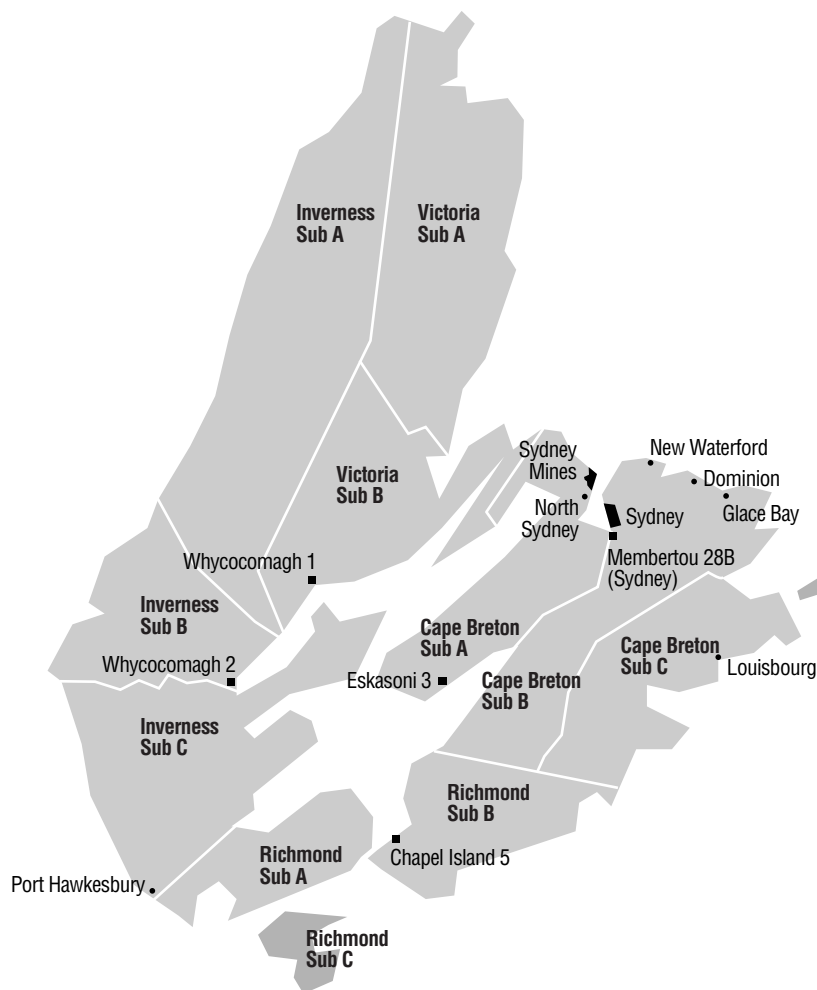 Inverness
Sub A
Victoria
Sub A
Sydney
Mines
New Waterford
Dominion
Victoria
Sub B
North
Sydney
Sydney
Glace Bay
Whycocomagh 1
Membertou 28B
(Sydney)
Inverness
Sub B
Cape Breton
Sub A
Cape Breton
Sub C
Whycocomagh 2
Eskasoni 3
Cape Breton
Sub B
Louisbourg
Inverness
Sub C
Richmond
Sub B
Richmond
Sub A
Chapel Island 5
Port Hawkesbury
Richmond
Sub C